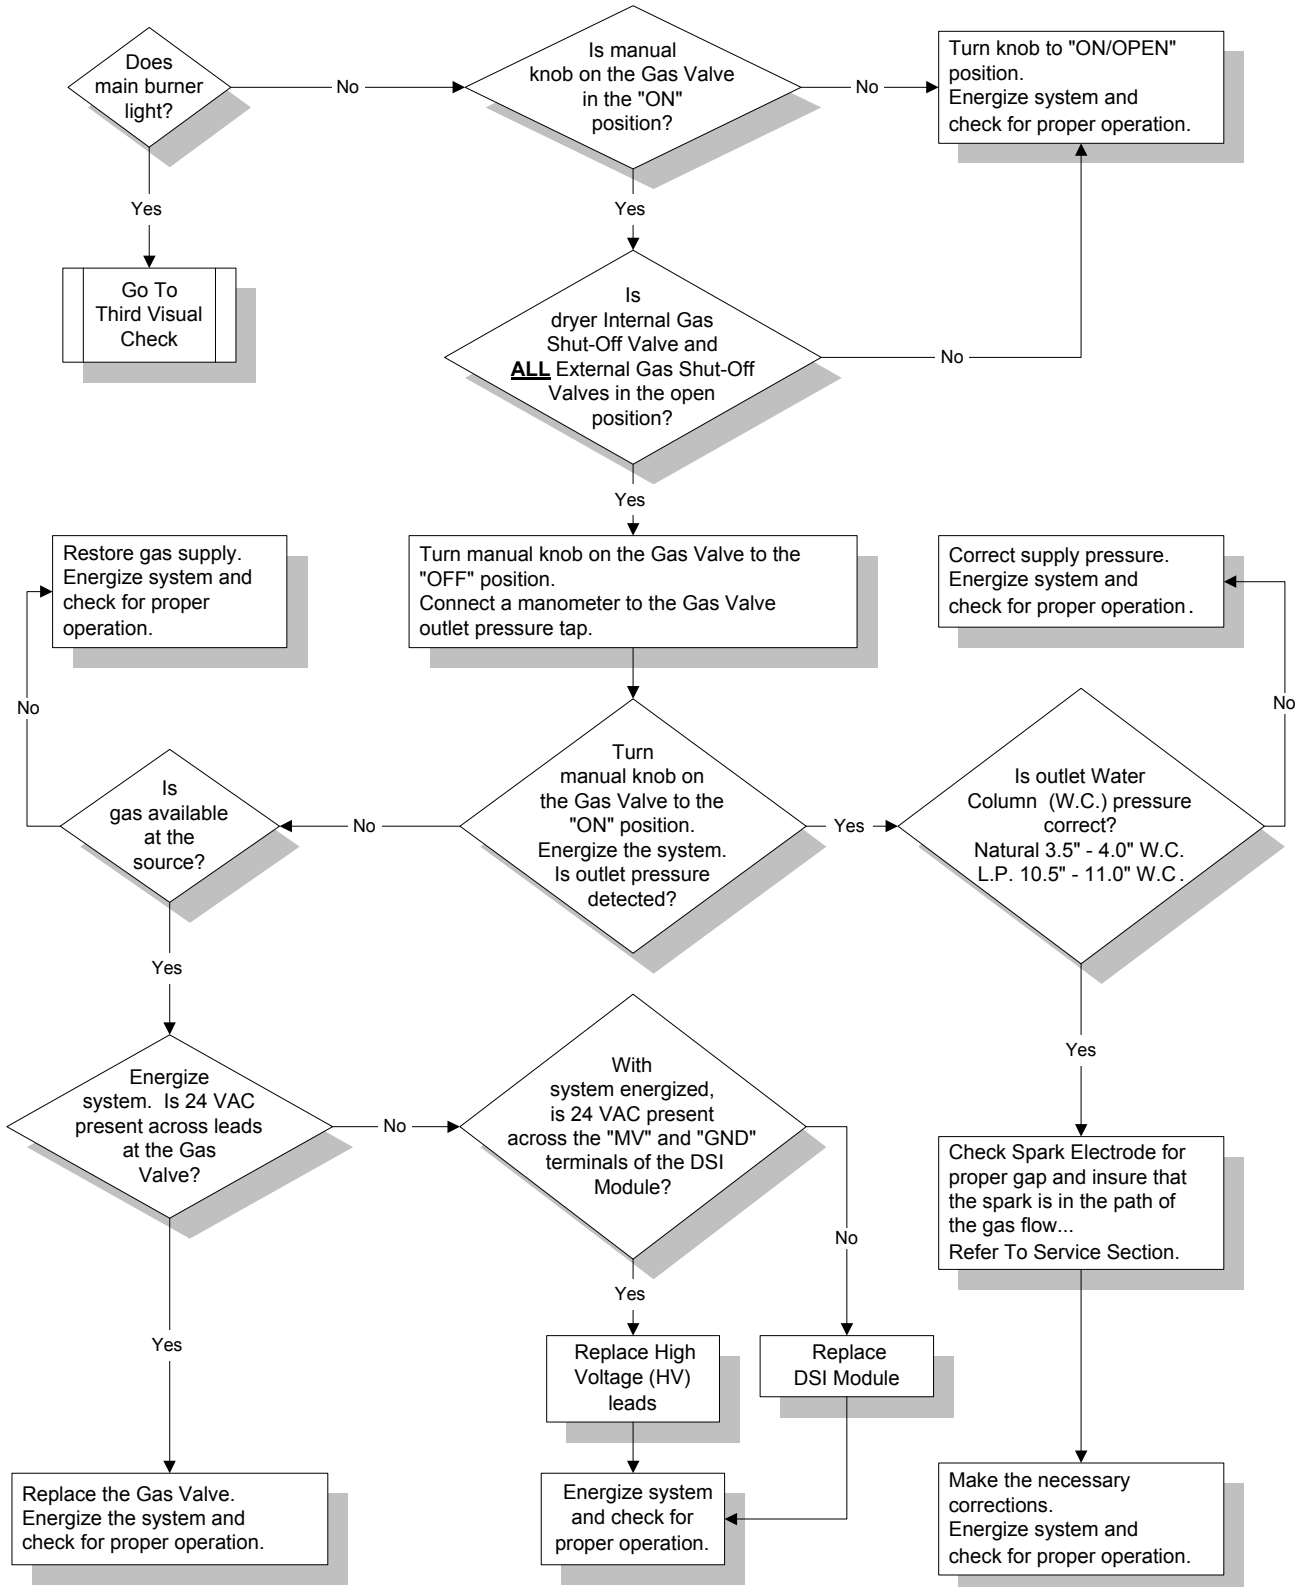 Does
main burner
light?
No
Is manual
knob on the Gas Valve
in the "ON"
position?
No
Turn knob to "ON/OPEN"
position.
Energize system and
check for proper operation.
Yes
Yes
Go To
Third Visual
Check
Is
dryer Internal Gas
Shut-Off Valve and
ALL External Gas Shut-Off
Valves in the open
position?
No
Yes
Restore gas supply.
Energize system and
check for proper
operation.
Turn manual knob on the Gas Valve to the
"OFF" position.
Connect a manometer to the Gas Valve
outlet pressure tap.
Correct supply pressure.
Energize system and
check for proper operation.
No
No
Is
gas available
at the
source?
No
Turn
manual knob on
the Gas Valve to the
"ON" position.
Energize the system.
Is outlet pressure
detected?
Yes
Is outlet Water
Column (W.C.) pressure
correct?
Natural 3.5" - 4.0" W.C.
L.P. 10.5" - 11.0" W.C.
Yes
Yes
Energize
system. Is 24 VAC
present across leads
at the Gas
Valve?
No
With
system energized,
is 24 VAC present
across the "MV" and "GND"
terminals of the DSI
Module?
No
Check Spark Electrode for
proper gap and insure that
the spark is in the path of
the gas flow...
Refer To Service Section.
Yes
Yes
Replace High
Voltage (HV)
leads
Replace
DSI Module
Replace the Gas Valve.
Energize the system and
check for proper operation.
Energize system
and check for
proper operation.
Make the necessary
corrections.
Energize system and
check for proper operation.